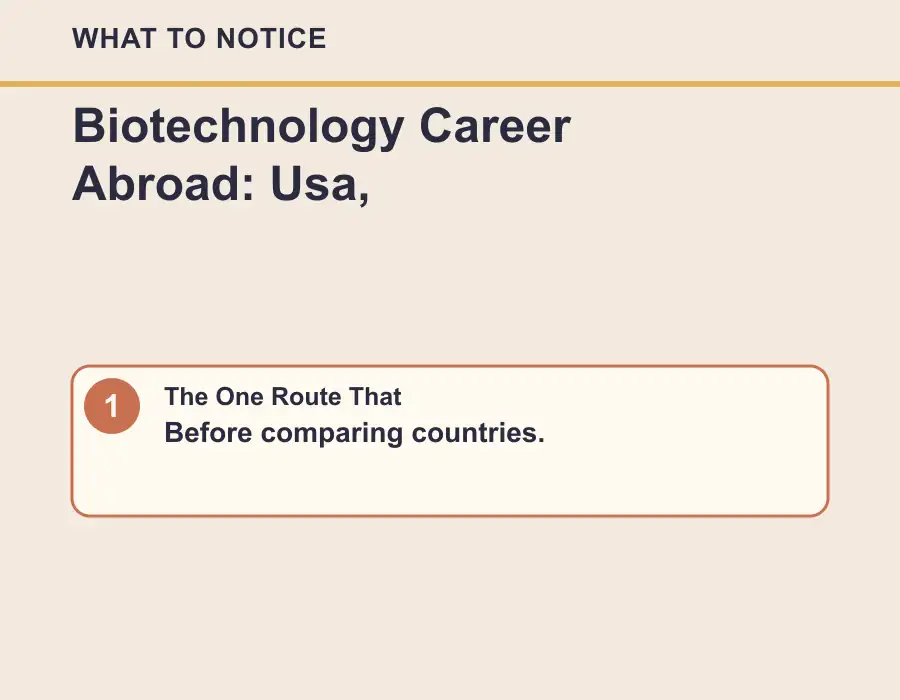 WHAT TO NOTICE
Biotechnology Career
Abroad: Usa,
1
The One Route That
Before comparing countries.